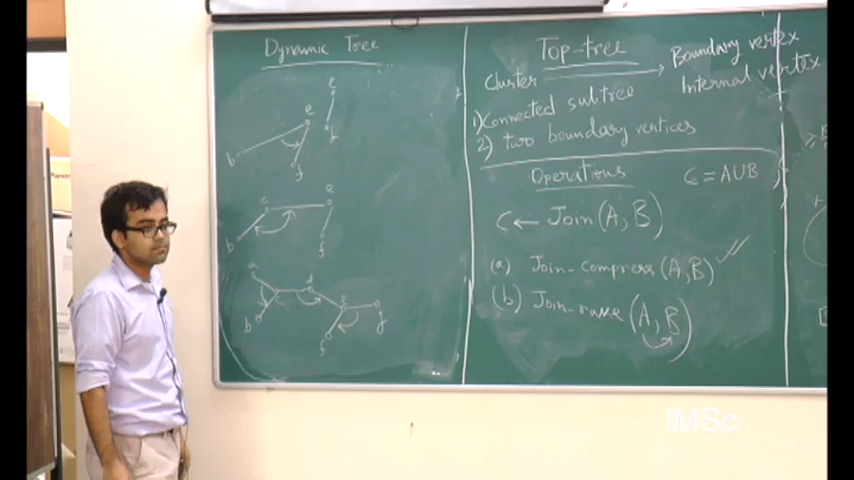 Dynamic Tree
e
b
f
c
e
b
f
a
c
d
e
b
f
g
Top-tree
Cluster
Boundary vertex
Internal vertex
1) Connected subtree
2) two boundary vertices
Operations
C = A∪B
C ← Join (A, B)
(a) Join-compress (A, B)
(b) Join-rake (A, B)
IMSc